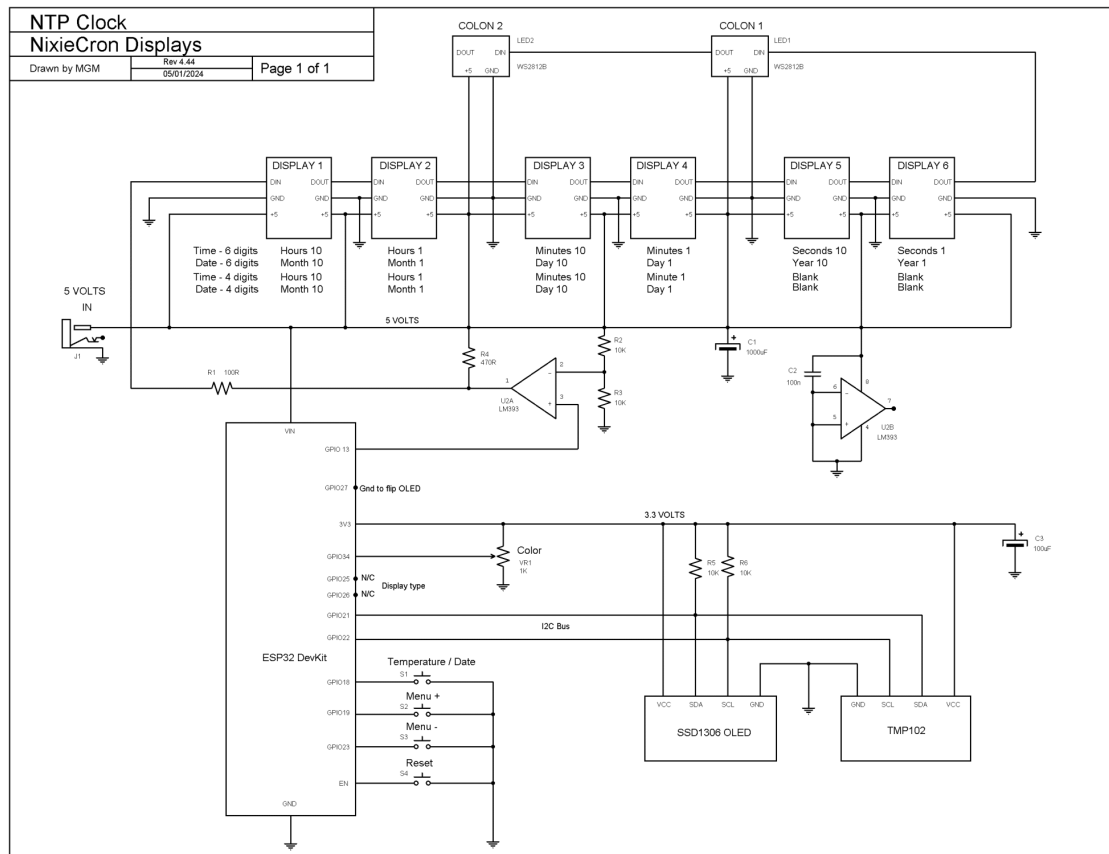 NTP Clock
NixieCron Displays
Drawn by MGM
Rev 4.44
05/01/2024
Page 1 of 1
COLON 2
LED2
DOUT DIN
+5 GND
WS2812B
COLON 1
LED1
DOUT DIN
+5 GND
WS2812B
DISPLAY 1
DIN DOUT
GND GND
+5 +5
DISPLAY 2
DIN DOUT
GND GND
+5 +5
DISPLAY 3
DIN DOUT
GND GND
+5 +5
DISPLAY 4
DIN DOUT
GND GND
+5 +5
DISPLAY 5
DIN DOUT
GND GND
+5 +5
DISPLAY 6
DIN DOUT
GND GND
+5 +5
Time - 6 digits Hours 10 Hours 1 Minutes 10 Minutes 1 Seconds 10 Seconds 1
Date - 6 digits Month 10 Month 1 Day 10 Day 1 Year 10 Year 1
Time - 4 digits Hours 10 Hours 1 Minutes 10 Minute 1 Blank Blank
Date - 4 digits Month 10 Month 1 Day 10 Day 1 Blank Blank
5 VOLTS
IN
J1
5 VOLTS
R1 100R
R4
470R
R2
10K
R3
10K
1
2
3
-
+
U2A
LM393
+
C1
1000uF
C2
100n
8
6
-
5
+
7
4
U2B
LM393
VIN
GPIO 13
GPIO27
Gnd to flip OLED
3V3
3.3 VOLTS
GPIO34
Color
VR1
1K
GPIO25
N/C
Display type
GPIO26
N/C
GPIO21
I2C Bus
GPIO22
R5
10K
R6
10K
+
C3
100uF
ESP32 DevKit
Temperature / Date
GPIO18
S1
Menu +
GPIO19
S2
Menu -
GPIO23
S3
Reset
EN
S4
GND
VCC SDA SCL GND
SSD1306 OLED
GND SCL SDA VCC
TMP102